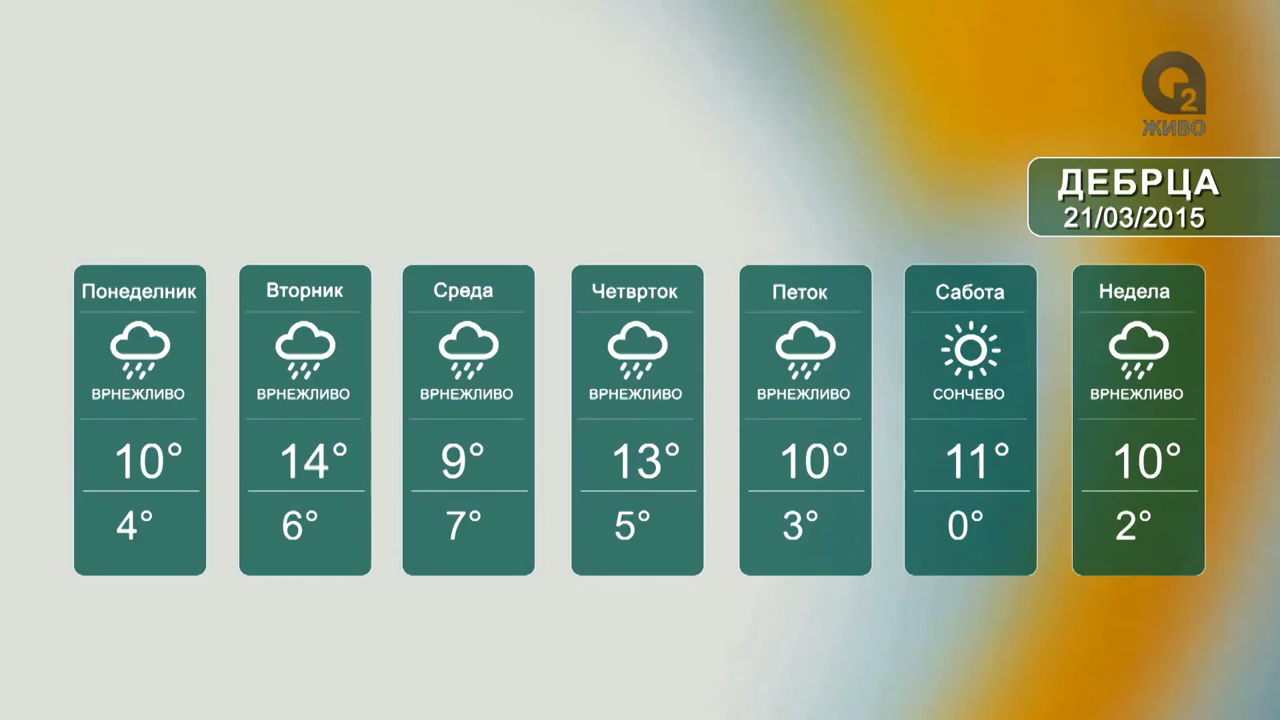 2
ЖИВО
ДЕБРЦА
21/03/2015
Понеделник
ВРНЕЖЛИВО
10°
4°
Вторник
ВРНЕЖЛИВО
14°
6°
Среда
ВРНЕЖЛИВО
9°
7°
Четврток
ВРНЕЖЛИВО
13°
5°
Петок
ВРНЕЖЛИВО
10°
3°
Сабота
СОНЧЕВО
11°
0°
Недела
ВРНЕЖЛИВО
10°
2°